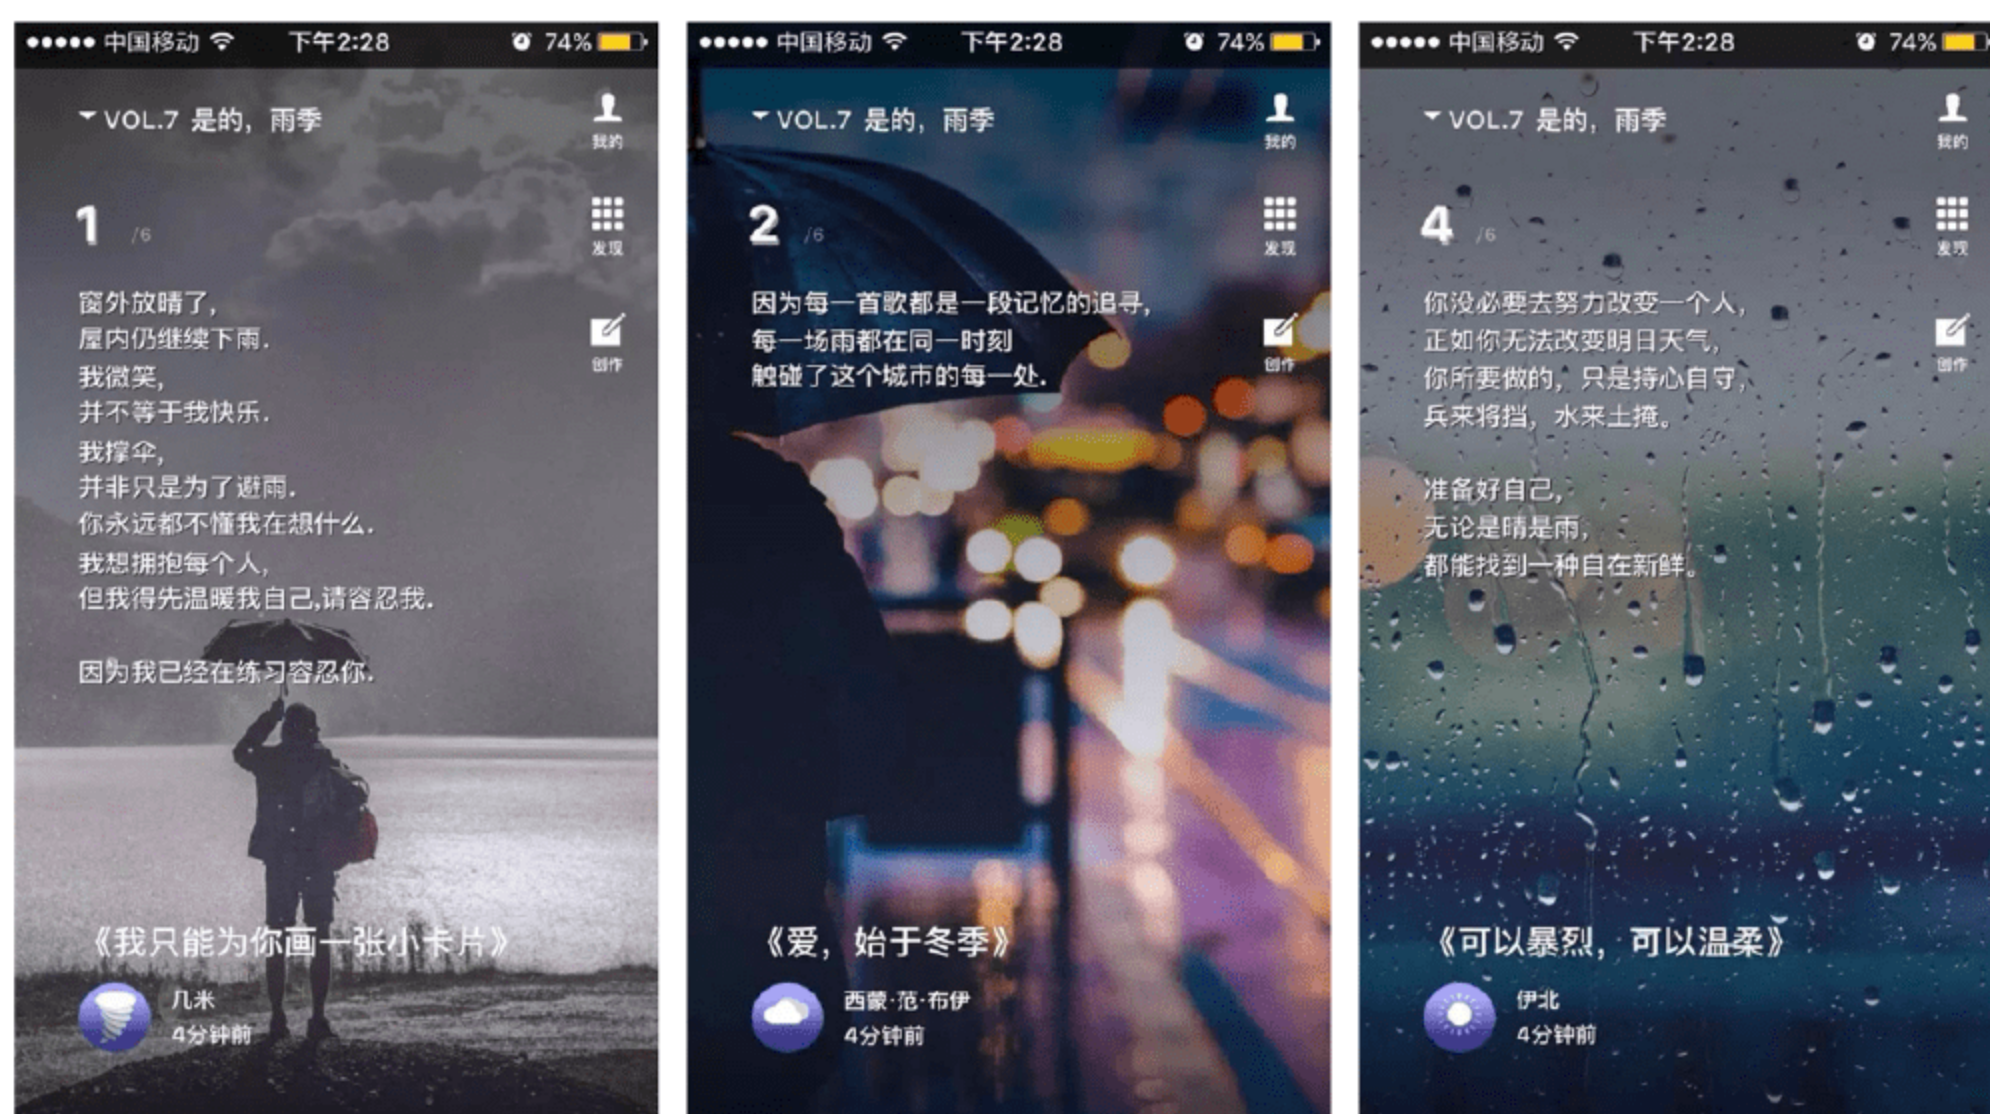 中国移动 下午2:28 74%
VOL.7 是的，雨季
我的
1 /6
发现
窗外放晴了，
屋内仍继续下雨.
创作
我微笑，
并不等于我快乐.
我撑伞，
并非只是为了避雨.
你永远都不懂我在想什么.
我想拥抱每个人，
但我得先温暖我自己,请容忍我.
因为我已经在练习容忍你.
《我只能为你画一张小卡片》
几米
4分钟前
中国移动 下午2:28 74%
VOL.7 是的，雨季
我的
2 /6
发现
因为每一首歌都是一段记忆的追寻，
每一场雨都在同一时刻
创作
触碰了这个城市的每一处.
《爱，始于冬季》
西蒙·范·布伊
4分钟前
中国移动 下午2:28 74%
VOL.7 是的，雨季
我的
4 /6
发现
你没必要去努力改变一个人，
正如你无法改变明日天气，
创作
你所要做的，只是持心自守，
兵来将挡，水来土掩。
准备好自己，
无论是晴是雨，
都能找到一种自在新鲜。
《可以暴烈，可以温柔》
伊北
4分钟前